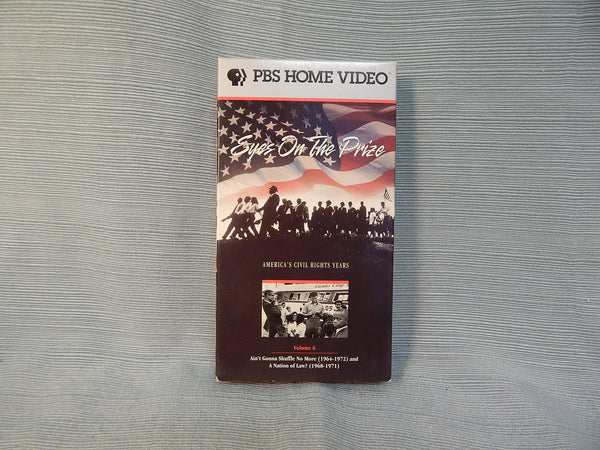 PBS HOME VIDEO
Eyes On The Prize
AMERICA'S CIVIL RIGHTS YEARS
Volume 6
Ain't Gonna Shuffle No More (1964-1972) and
A Nation of Law? (1968-1971)